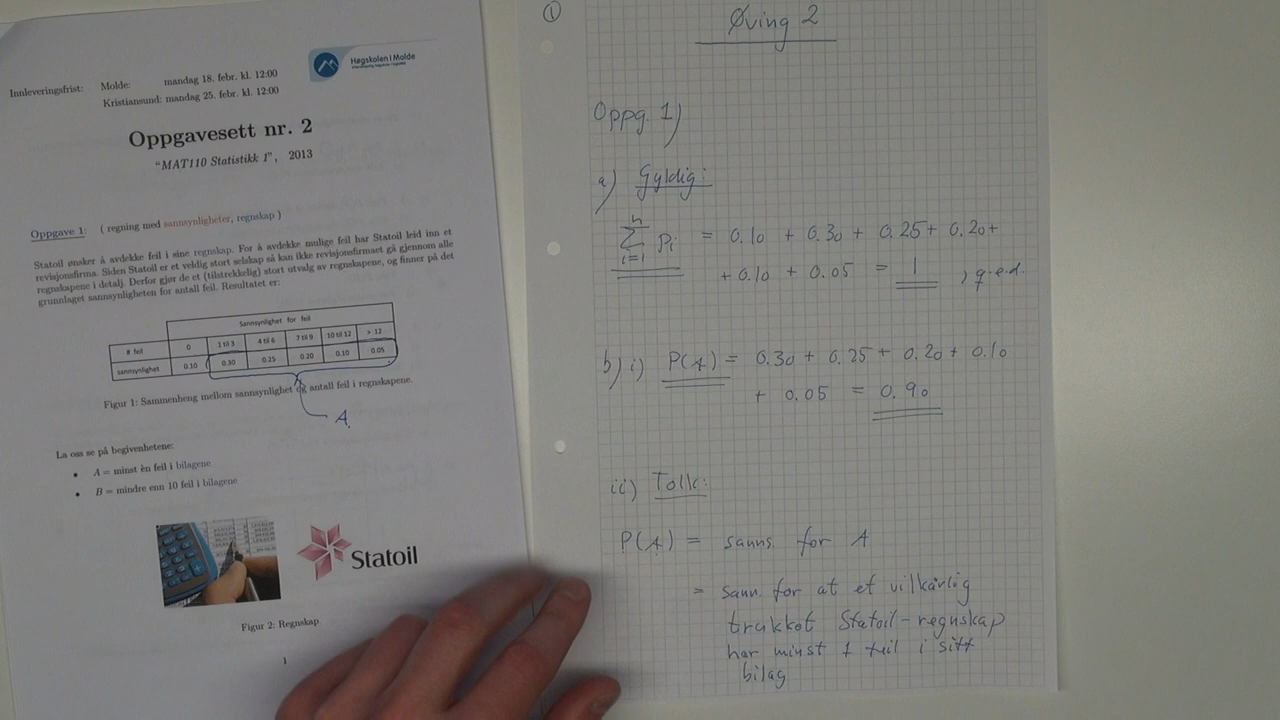 Innleveringsfrist: Molde: mandag 18. febr. kl. 12:00
Kristiansund: mandag 25. febr. kl. 12:00
Høgskolen i Molde
Oppgavesett nr. 2
"MAT110 Statistikk 1", 2013
Oppgave 1: ( regning med sannsynligheter, regnskap )
Statoil ønsker å avdekke feil i sine regnskap. For å avdekke mulige feil har Statoil leid inn et
revisjonsfirma. Siden Statoil er et veldig stort selskap så kan ikke revisjonsfirmaet gå gjennom alle
regnskapene i detalj. Derfor gjør de et (tilstrekkelig) stort utvalg av regnskapene, og finner på det
grunnlaget sannsynligheten for antall feil. Resultatet er:
Sannsynlighet for feil
# feil 0 1 til 3 4 til 6 7 til 9 10 til 12 > 12
sannsynlighet 0.10 0.30 0.25 0.20 0.10 0.05
Figur 1: Sammenheng mellom sannsynlighet og antall feil i regnskapene.
A
La oss se på begivenhetene:
• A = minst èn feil i bilagene
• B = mindre enn 10 feil i bilagene
Statoil
Figur 2: Regnskap
1
① Øving 2
Oppg. 1)
a) Gyldig:
n
∑ pi = 0.10 + 0.30 + 0.25 + 0.20 +
i=1
+ 0.10 + 0.05 = 1 , q.e.d.
b) i) P(A) = 0.30 + 0.25 + 0.20 + 0.10
+ 0.05 = 0.90
ii) Tolk:
P(A) = sanns. for A
= sann. for at et vilkårlig
trukket Statoil-regnskap
har minst 1 feil i sitt
bilag